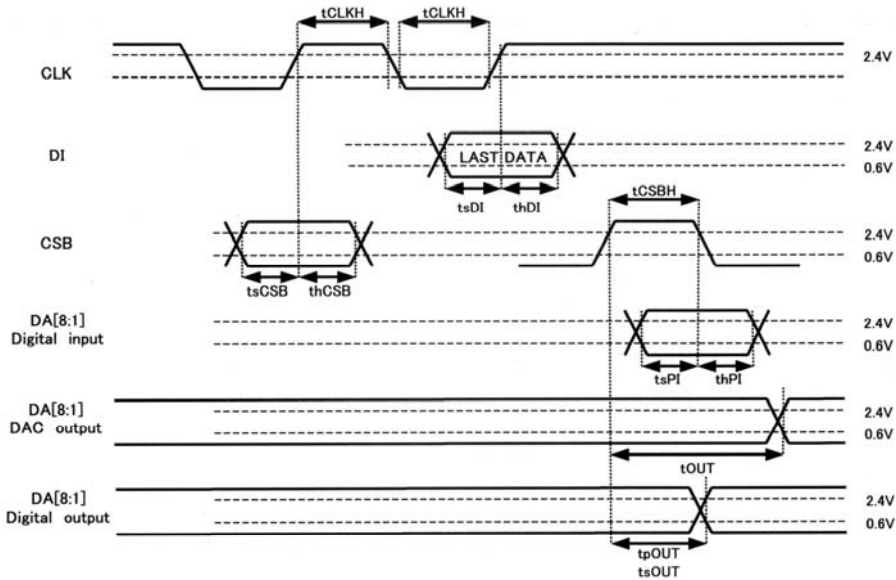 tCLKH tCLKH
CLK
2.4V
DI
LAST DATA
2.4V
0.6V
tsDI thDI
tCSBH
CSB
2.4V
0.6V
tsCSB thCSB
DA[8:1]
Digital input
2.4V
0.6V
tsPI thPI
DA[8:1]
DAC output
2.4V
0.6V
tOUT
DA[8:1]
Digital output
2.4V
0.6V
tpOUT
tsOUT